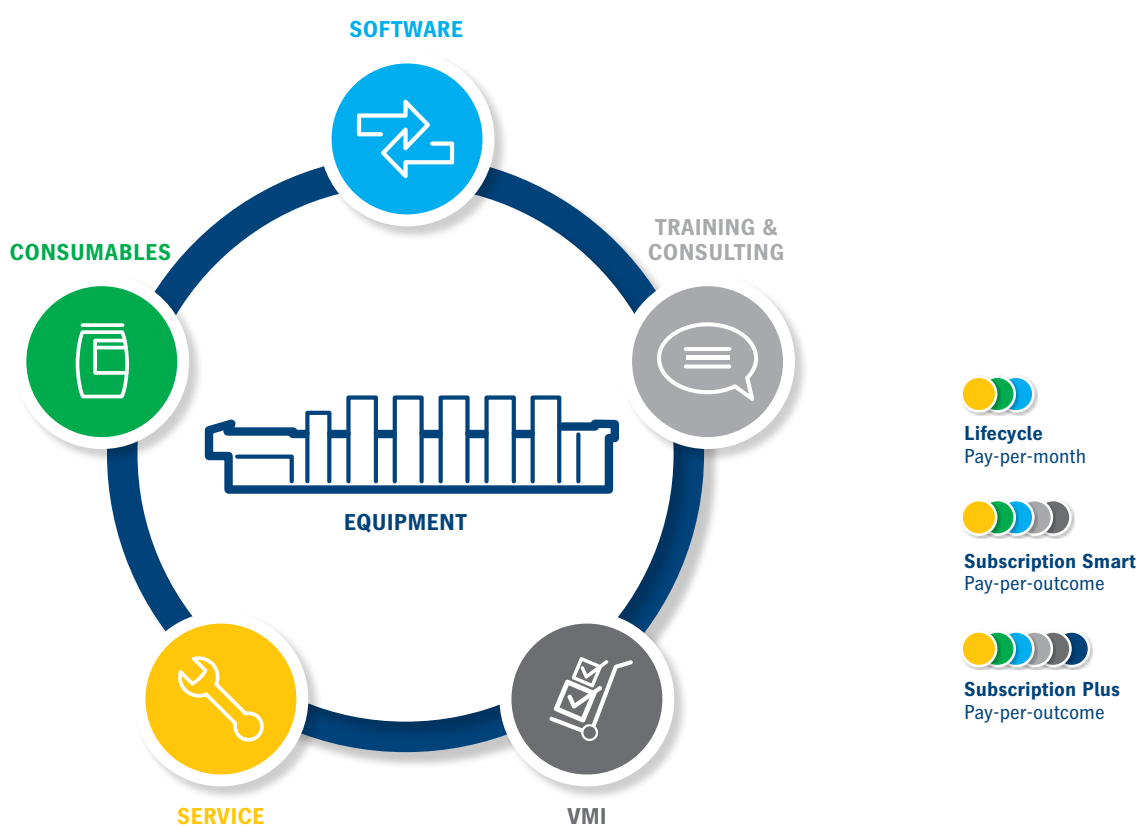 SOFTWARE
TRAINING &
CONSULTING
CONSUMABLES
EQUIPMENT
SERVICE
VMI
Lifecycle
Pay-per-month
Subscription Smart
Pay-per-outcome
Subscription Plus
Pay-per-outcome